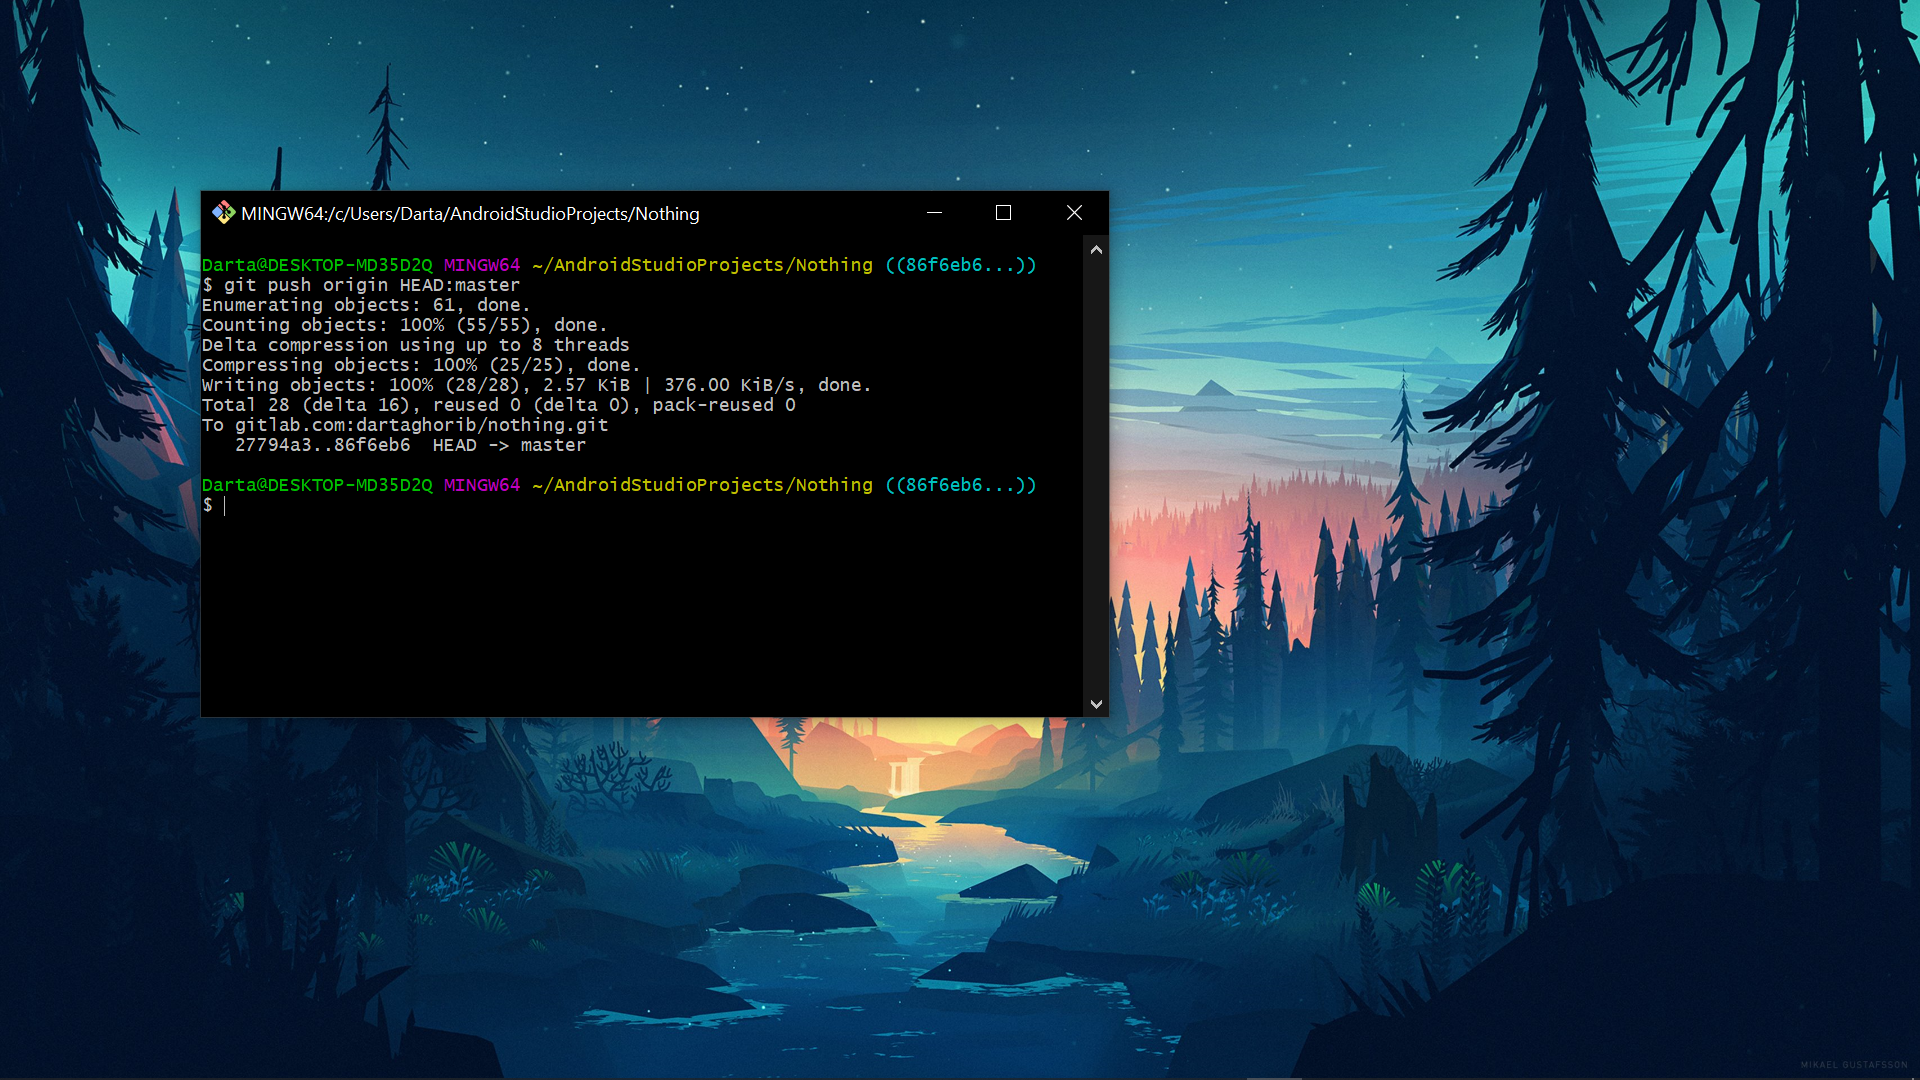 MINGW64:/c/Users/Darta/AndroidStudioProjects/Nothing
Darta@DESKTOP-MD35D2Q MINGW64 ~/AndroidStudioProjects/Nothing ((86f6eb6...))
$ git push origin HEAD:master
Enumerating objects: 61, done.
Counting objects: 100% (55/55), done.
Delta compression using up to 8 threads
Compressing objects: 100% (25/25), done.
Writing objects: 100% (28/28), 2.57 KiB | 376.00 KiB/s, done.
Total 28 (delta 16), reused 0 (delta 0), pack-reused 0
To gitlab.com:dartaghorib/nothing.git
   27794a3..86f6eb6  HEAD -> master
Darta@DESKTOP-MD35D2Q MINGW64 ~/AndroidStudioProjects/Nothing ((86f6eb6...))
$
MIKAEL GUSTAFSSON